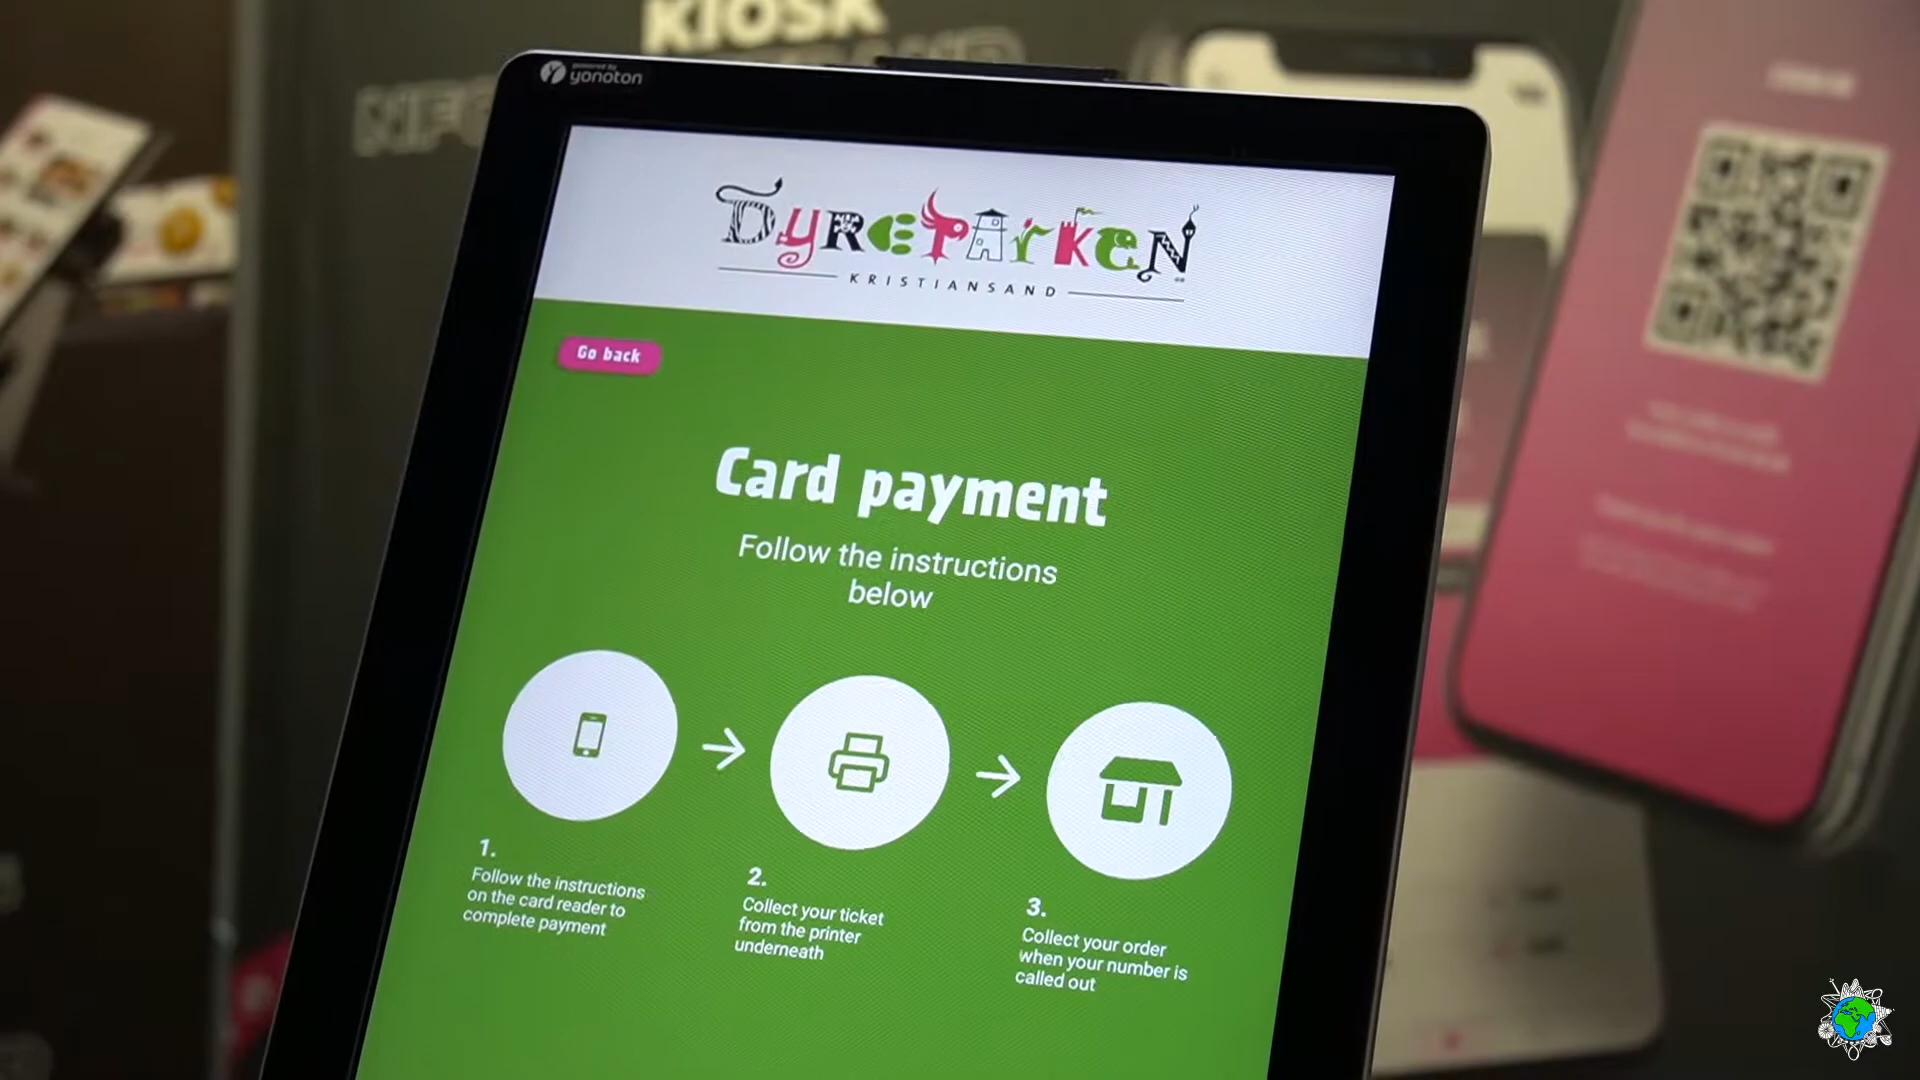 KIOSK
powered by
yonoton
DYREPARKEN
KRISTIANSAND
Go back
Card payment
Follow the instructions
below
1.
Follow the instructions
on the card reader to
complete payment
2.
Collect your ticket
from the printer
underneath
3.
Collect your order
when your number is
called out